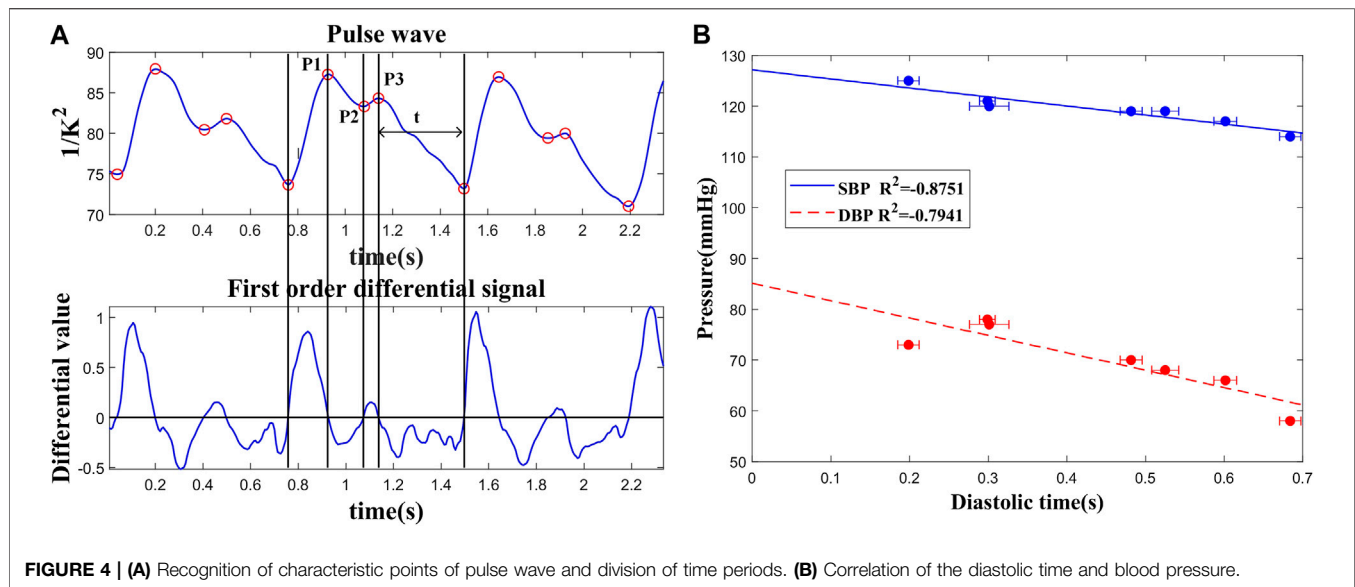 A
Pulse wave
1/K2
90
85
80
75
70
P1
P2
P3
t
0.2 0.4 0.6 0.8 1 1.2 1.4 1.6 1.8 2 2.2
time(s)
First order differential signal
Differential value
1
0.5
0
-0.5
0.2 0.4 0.6 0.8 1 1.2 1.4 1.6 1.8 2 2.2
time(s)
B
Pressure(mmHg)
130
120
110
100
90
80
70
60
50
SBP R2=-0.8751
DBP R2=-0.7941
0 0.1 0.2 0.3 0.4 0.5 0.6 0.7
Diastolic time(s)
FIGURE 4 | (A) Recognition of characteristic points of pulse wave and division of time periods. (B) Correlation of the diastolic time and blood pressure.